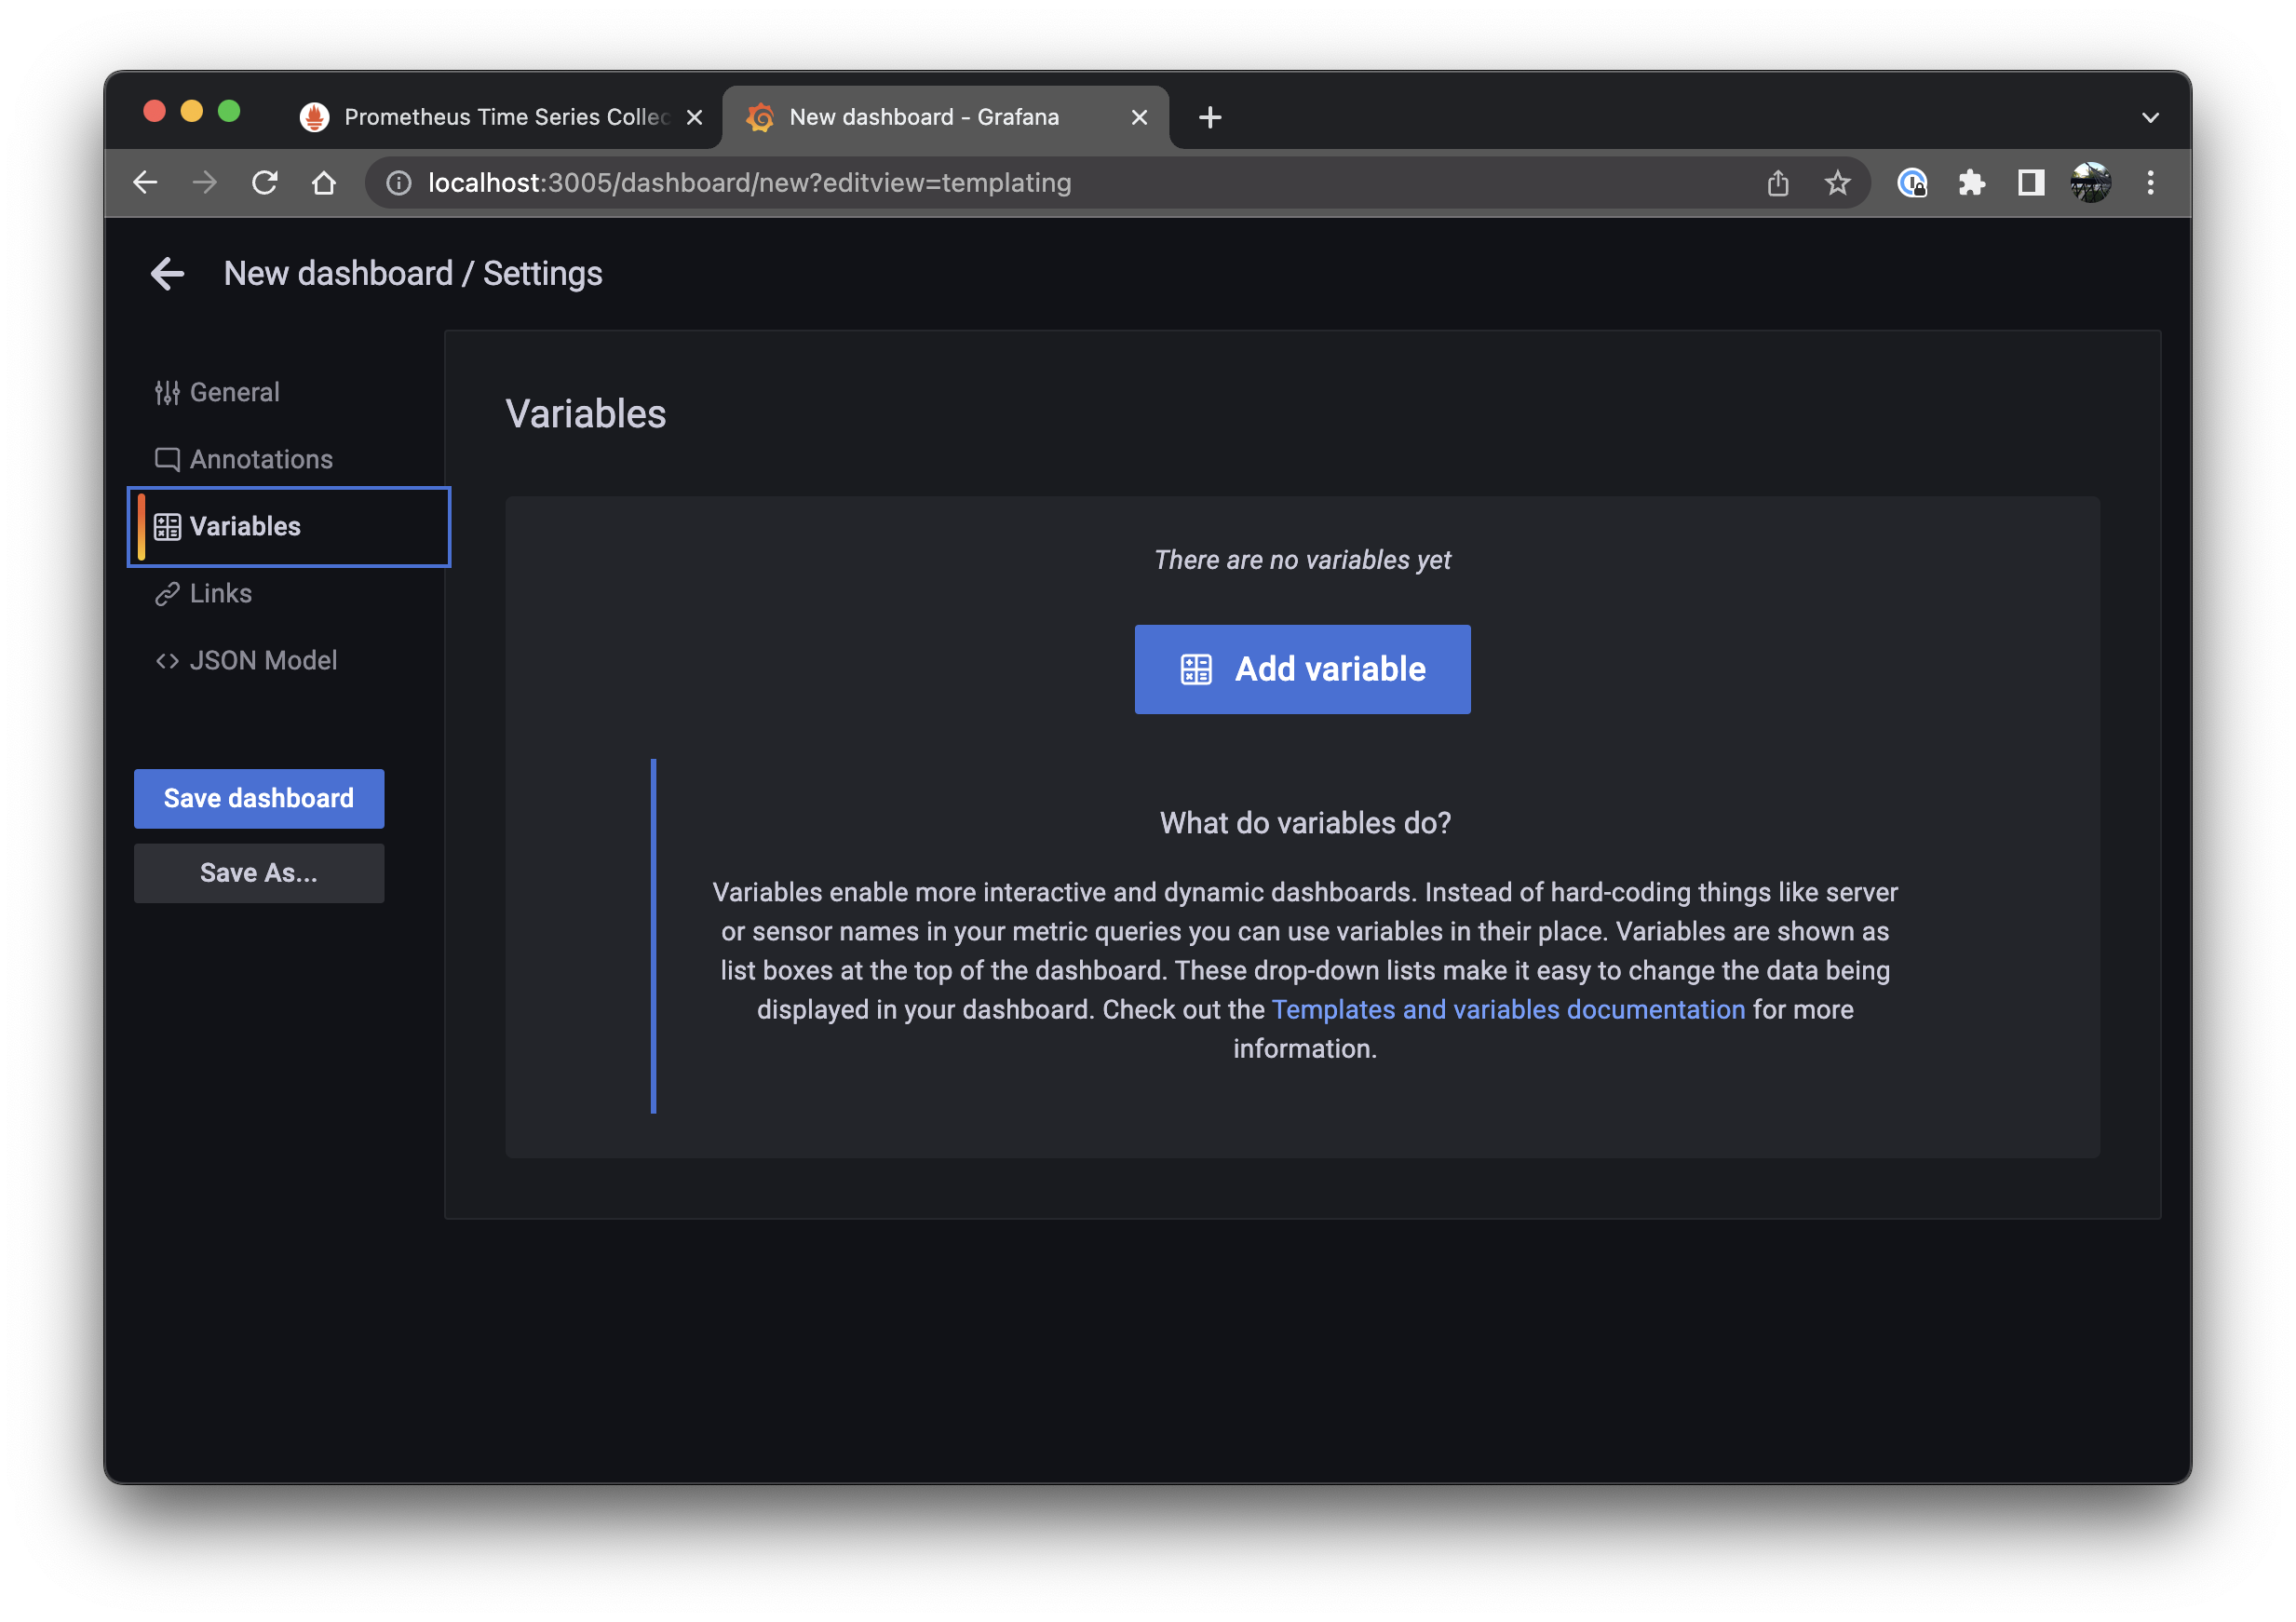 Prometheus Time Series Collec
New dashboard - Grafana
localhost:3005/dashboard/new?editview=templating
New dashboard / Settings
General
Annotations
Variables
Links
JSON Model
Save dashboard
Save As...
Variables
There are no variables yet
Add variable
What do variables do?
Variables enable more interactive and dynamic dashboards. Instead of hard-coding things like server
or sensor names in your metric queries you can use variables in their place. Variables are shown as
list boxes at the top of the dashboard. These drop-down lists make it easy to change the data being
displayed in your dashboard. Check out the Templates and variables documentation for more
information.